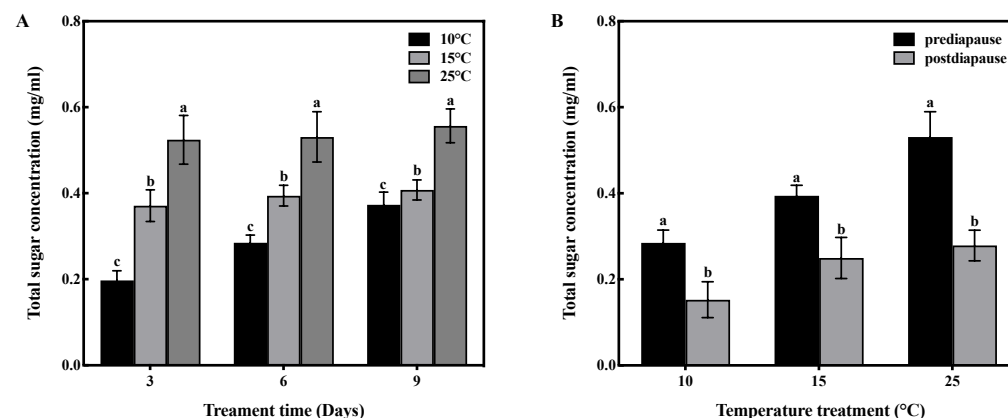 A
Total sugar concentration (mg/ml)
0.8
0.6
0.4
0.2
0.0
10°C
15°C
25°C
c
b
a
c
b
a
c
b
a
3
6
9
Treament time (Days)
B
Total sugar concentration (mg/ml)
0.8
0.6
0.4
0.2
0.0
prediapause
postdiapause
a
b
a
b
a
b
10
15
25
Temperature treatment (°C)